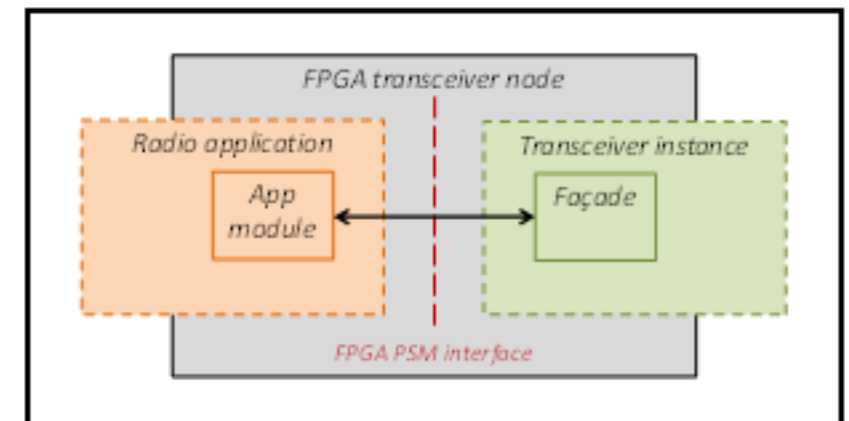 FPGA transceiver node
Radio application
Transceiver instance
App
module
Façade
FPGA PSM interface